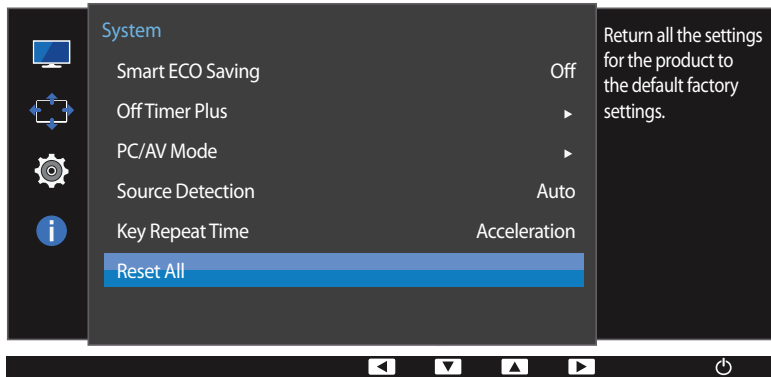 System
Smart ECO Saving Off
Off Timer Plus
PC/AV Mode
Source Detection Auto
Key Repeat Time Acceleration
Reset All
Return all the settings
for the product to
the default factory
settings.